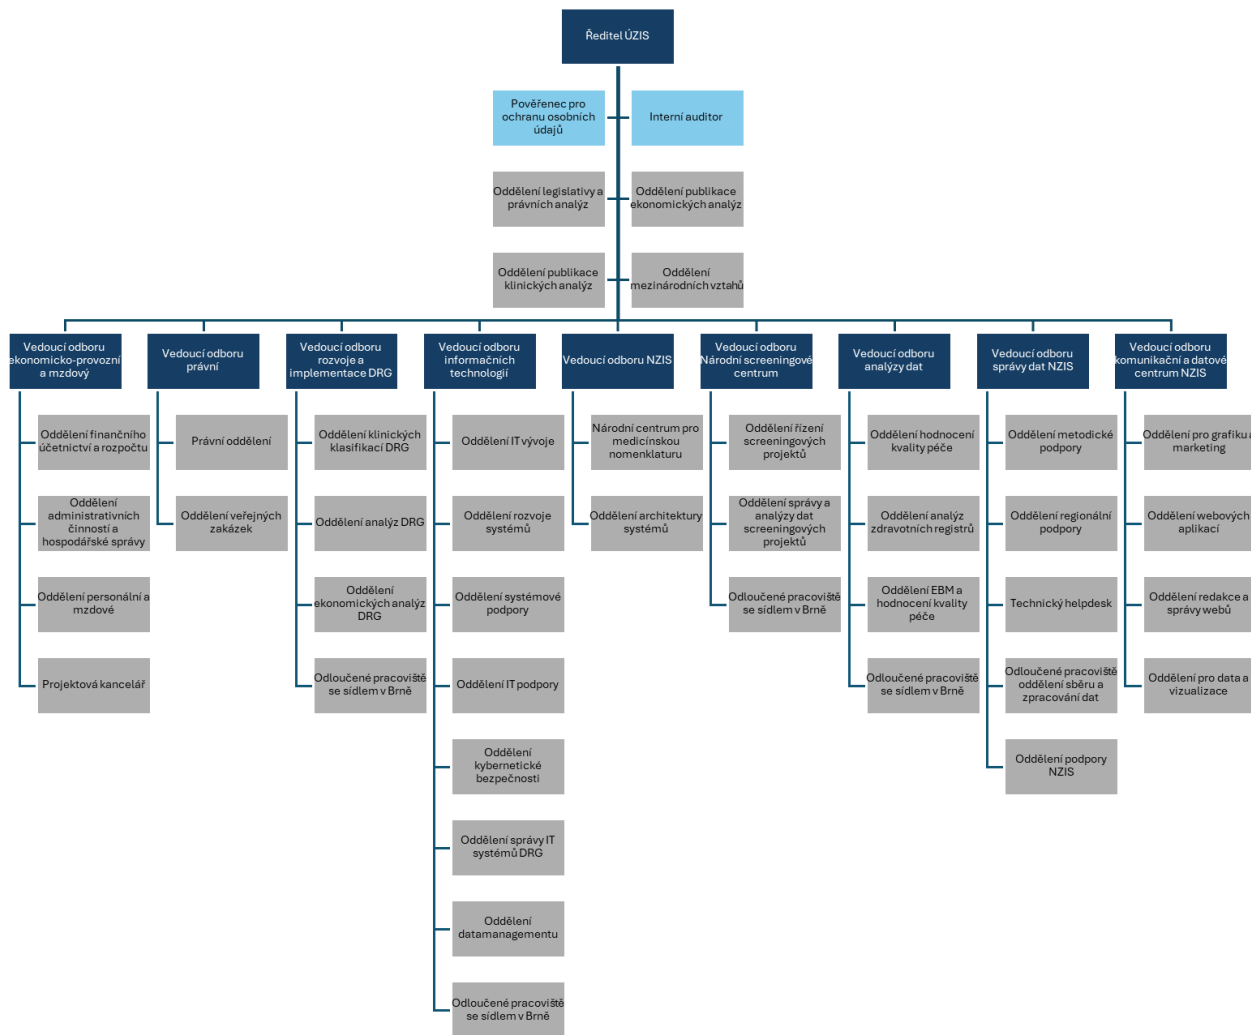 Ředitel ÚZIS
Pověřenec pro
ochranu osobních
údajů
Interní auditor
Oddělení legislativy a
právních analýz
Oddělení publikace
ekonomických analýz
Oddělení publikace
klinických analýz
Oddělení
mezinárodních vztahů
Vedoucí odboru
ekonomicko-provozní
a mzdový
Vedoucí odboru
právní
Vedoucí odboru
rozvoje a
implementace DRG
Vedoucí odboru
informačních
technologií
Vedoucí odboru NZIS
Vedoucí odboru
Národní screeningové
centrum
Vedoucí odboru
analýzy dat
Vedoucí odboru
správy dat NZIS
Vedoucí odboru
komunikační a datové
centrum NZIS
Oddělení finančního
účetnictví a rozpočtu
Oddělení
administrativních
činností a
hospodářské správy
Oddělení personální a
mzdové
Projektová kancelář
Právní oddělení
Oddělení veřejných
zakázek
Oddělení klinických
klasifikací DRG
Oddělení analýz DRG
Oddělení
ekonomických analýz
DRG
Odloučené pracoviště
se sídlem v Brně
Oddělení IT vývoje
Oddělení rozvoje
systémů
Oddělení systémové
podpory
Oddělení IT podpory
Oddělení
kybernetické
bezpečnosti
Oddělení správy IT
systémů DRG
Oddělení
datamanagementu
Odloučené pracoviště
se sídlem v Brně
Národní centrum pro
medicínskou
nomenklaturu
Oddělení architektury
systémů
Oddělení řízení
screeningových
projektů
Oddělení správy a
analýzy dat
screeningových
projektů
Odloučené pracoviště
se sídlem v Brně
Oddělení hodnocení
kvality péče
Oddělení analýz
zdravotních registrů
Oddělení EBM a
hodnocení kvality
péče
Odloučené pracoviště
se sídlem v Brně
Oddělení metodické
podpory
Oddělení regionální
podpory
Technický helpdesk
Odloučené pracoviště
oddělení sběru a
zpracování dat
Oddělení podpory
NZIS
Oddělení pro grafiku a
marketing
Oddělení webových
aplikací
Oddělení redakce a
správy webů
Oddělení pro data a
vizualizace